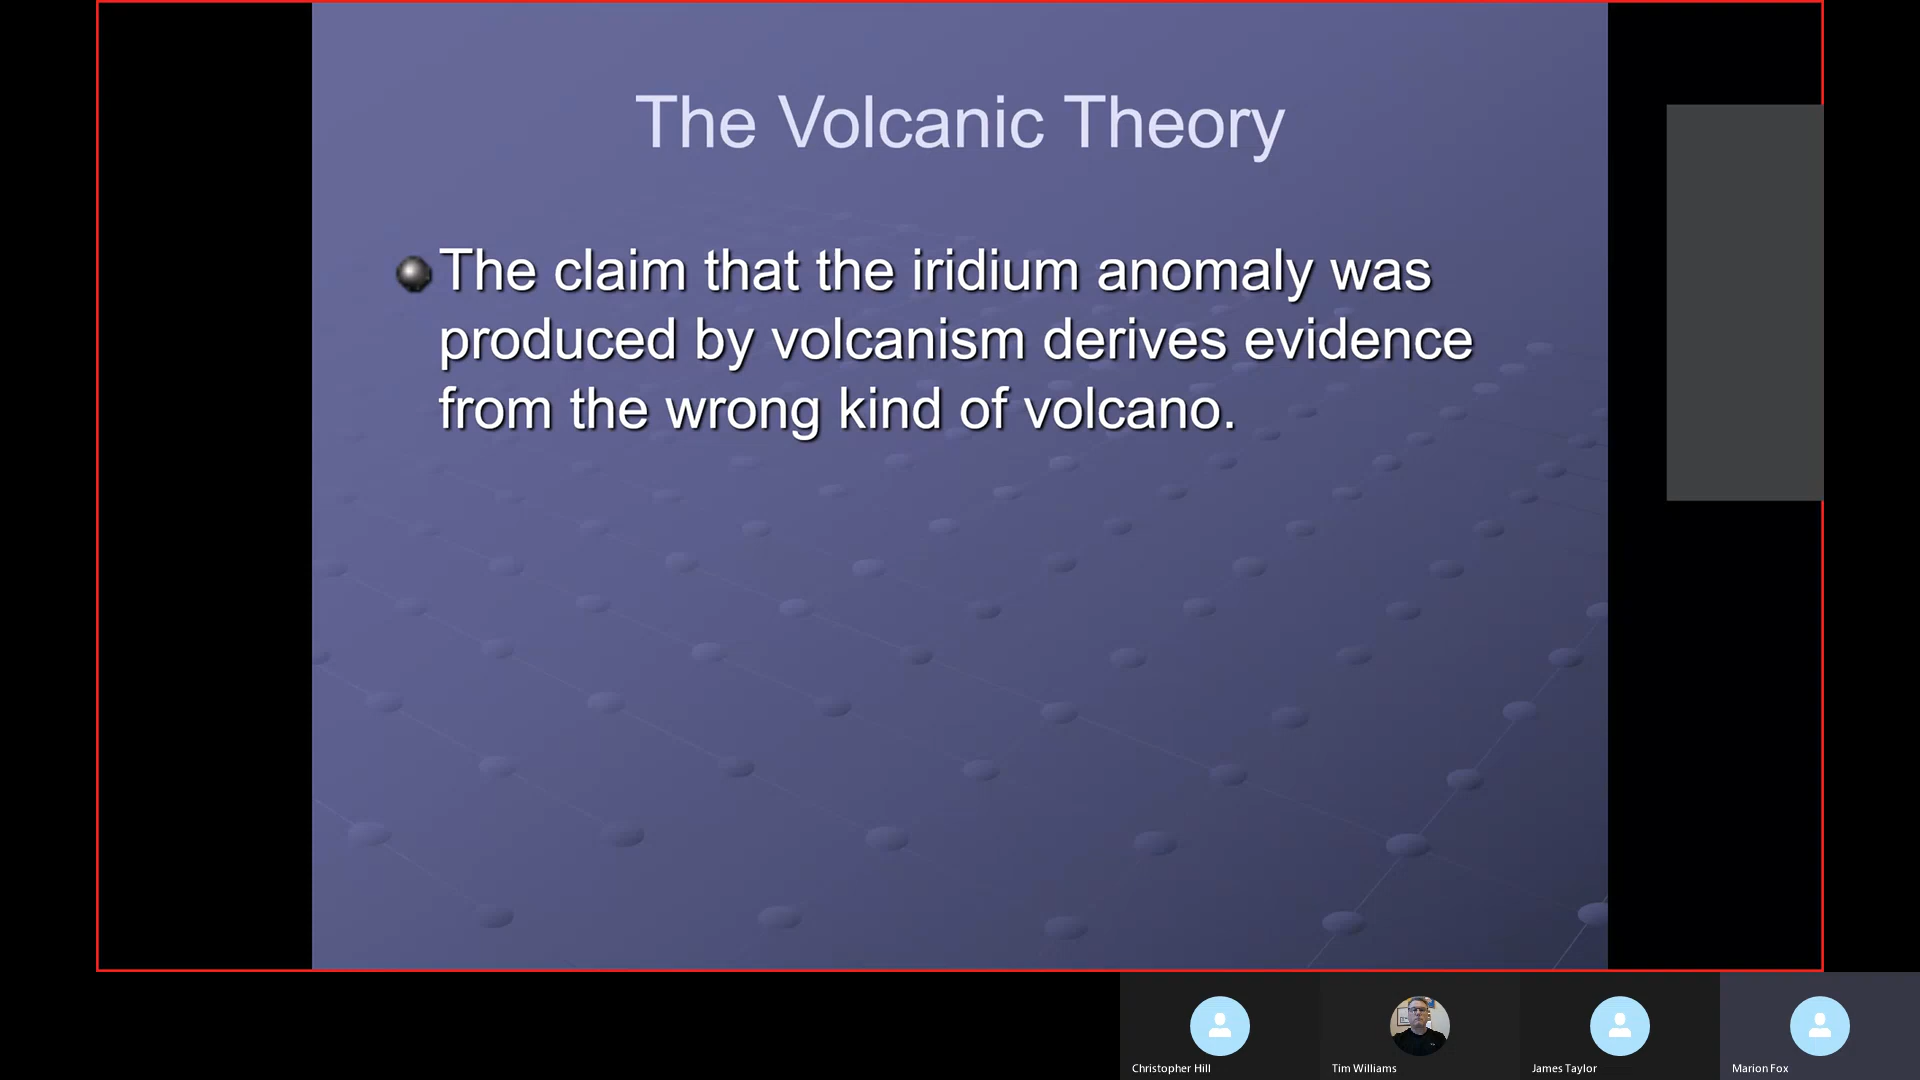 The Volcanic Theory
The claim that the iridium anomaly was
produced by volcanism derives evidence
from the wrong kind of volcano.
Christopher Hill
Tim Williams
James Taylor
Marion Fox